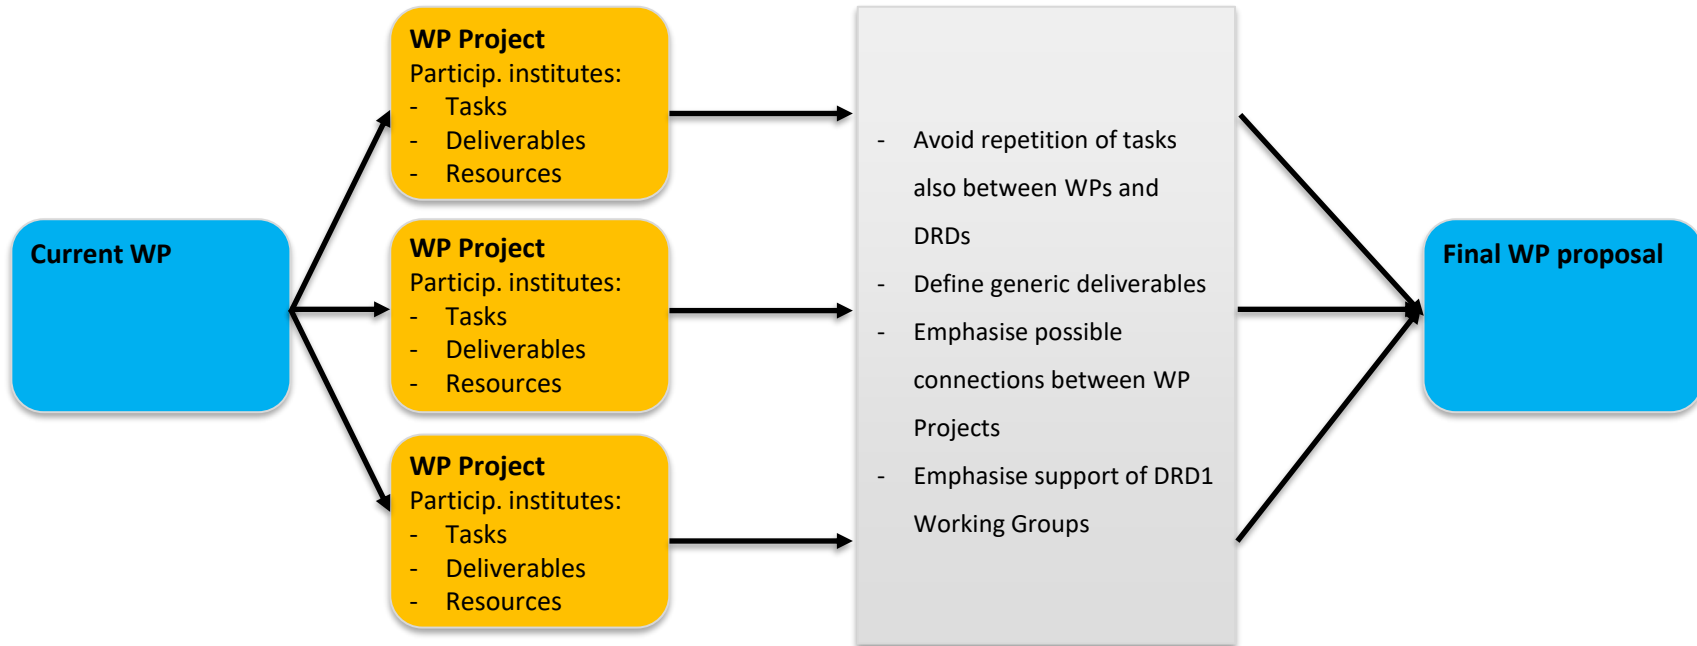 Current WP
WP Project
Particip. institutes:
- Tasks
- Deliverables
- Resources
WP Project
Particip. institutes:
- Tasks
- Deliverables
- Resources
WP Project
Particip. institutes:
- Tasks
- Deliverables
- Resources
- Avoid repetition of tasks
also between WPs and
DRDs
- Define generic deliverables
- Emphasise possible
connections between WP
Projects
- Emphasise support of DRD1
Working Groups
Final WP proposal